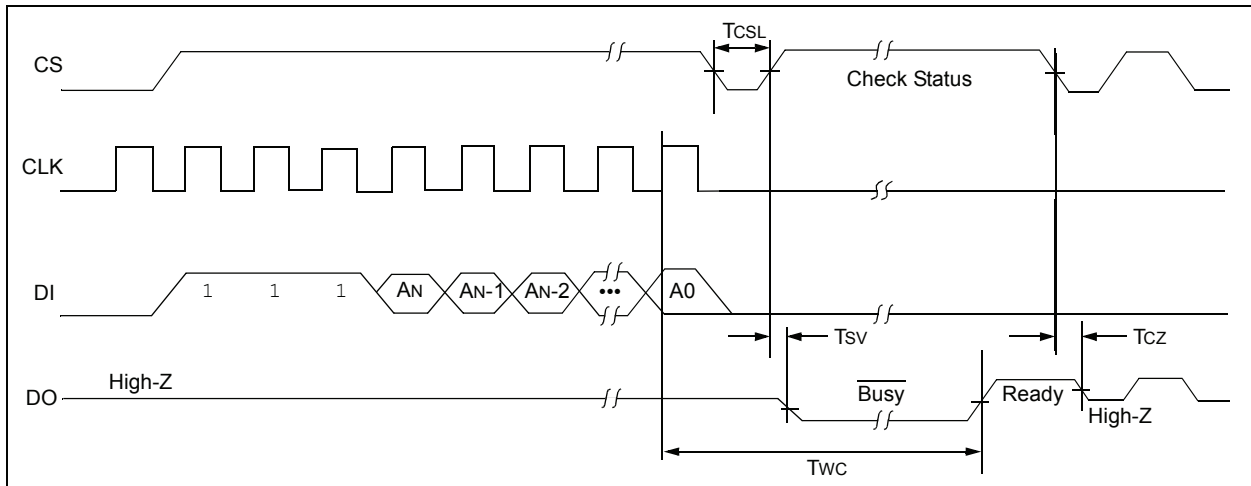 TCSL
CS
Check Status
CLK
DI
1 1 1 AN AN-1 AN-2 ••• A0
TSV
TCZ
High-Z
DO
Busy
Ready
High-Z
TWC